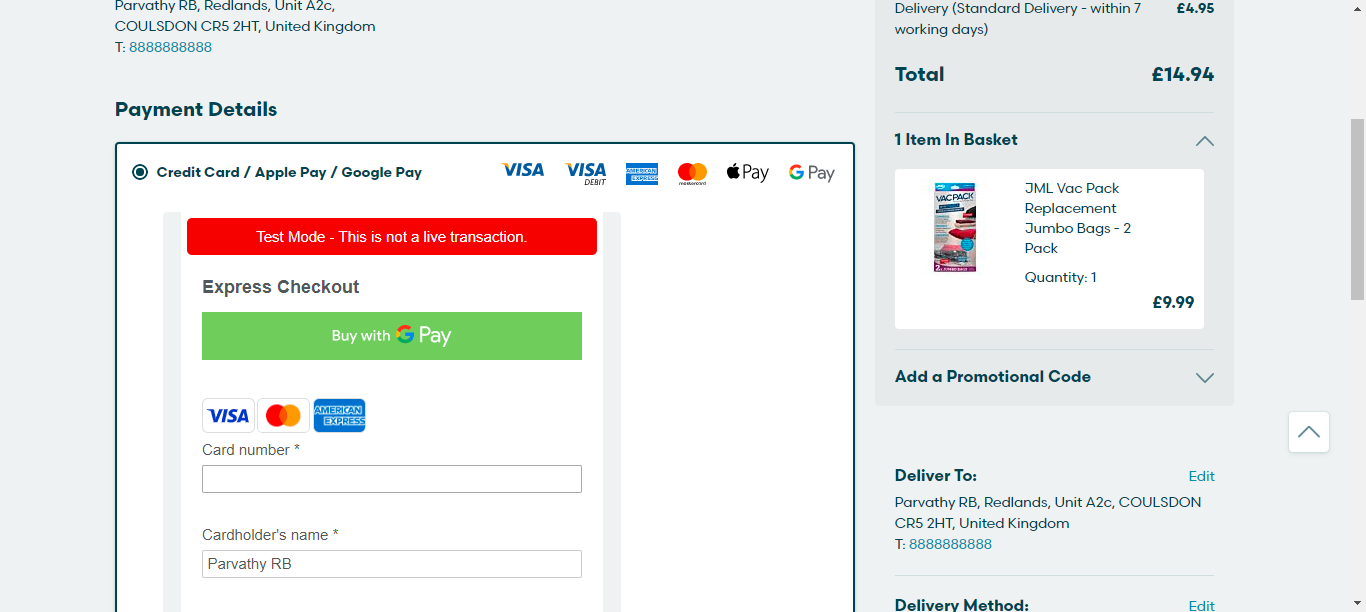 Parvathy RB, Redlands, Unit A2c,
COULSDON CR5 2HT, United Kingdom
T: 8888888888
Payment Details
Credit Card / Apple Pay / Google Pay
VISA VISA DEBIT AMERICAN EXPRESS mastercard Pay G Pay
Test Mode - This is not a live transaction.
Express Checkout
Buy with G Pay
VISA AMERICAN EXPRESS
Card number *
Cardholder's name *
Parvathy RB
Delivery (Standard Delivery - within 7 £4.95
working days)
Total £14.94
1 Item In Basket
VACPACK
JML Vac Pack
Replacement
Jumbo Bags - 2
Pack
Quantity: 1
£9.99
Add a Promotional Code
Deliver To: Edit
Parvathy RB, Redlands, Unit A2c, COULSDON
CR5 2HT, United Kingdom
T: 8888888888
Delivery Method: Edit